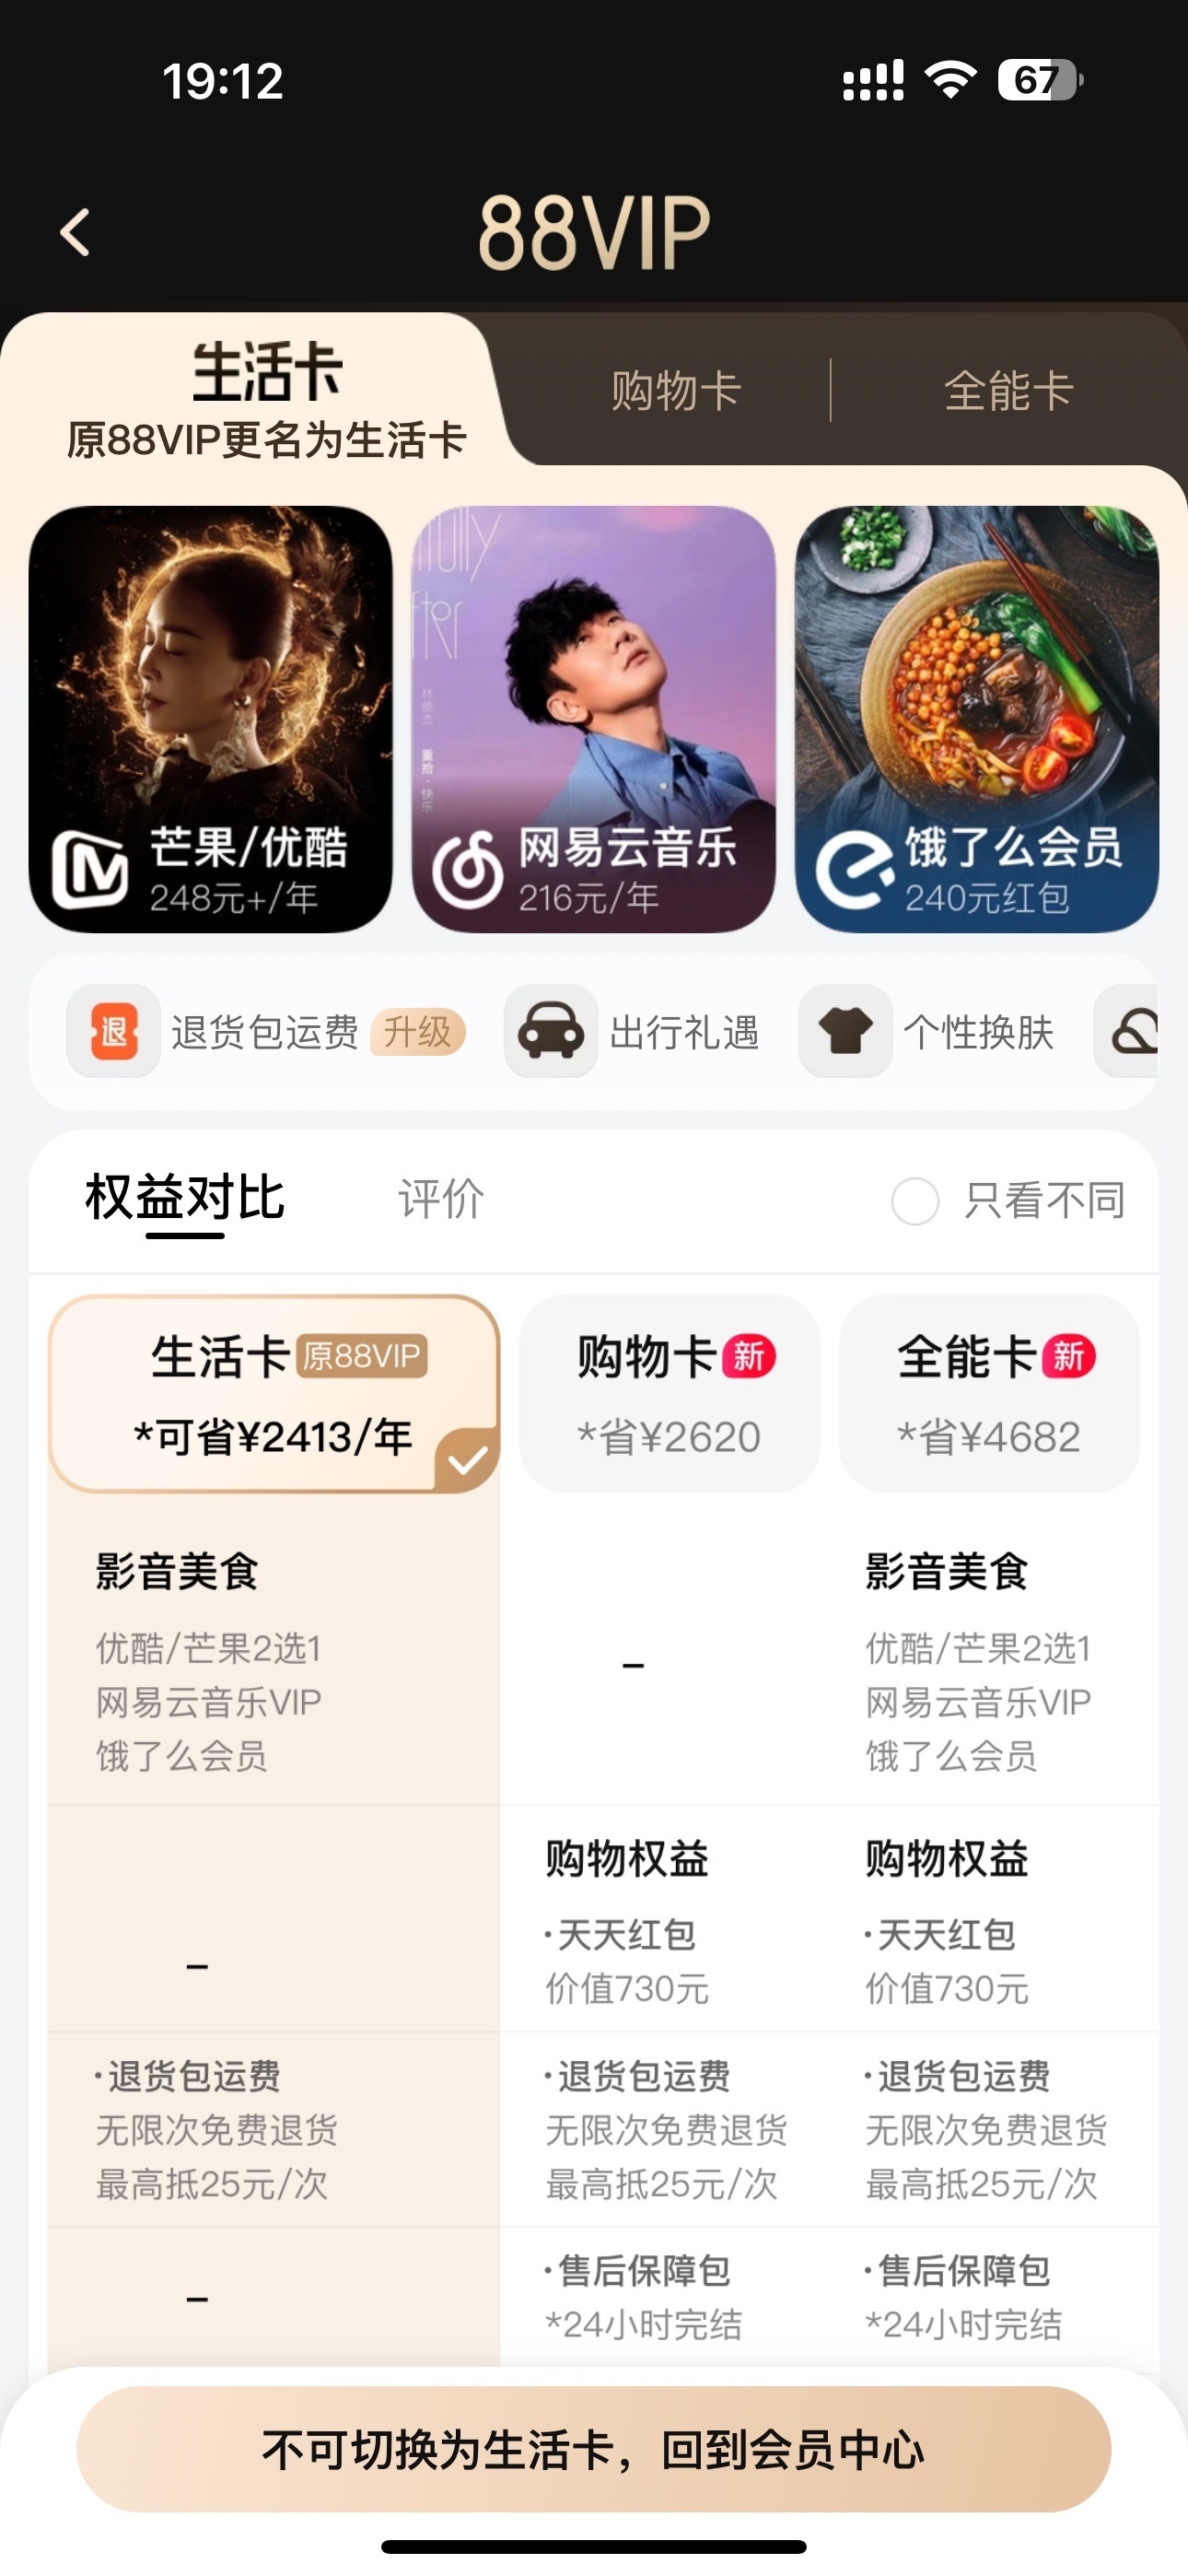 19:12
67
88VIP
生活卡
原88VIP更名为生活卡
购物卡
全能卡
fully
林俊杰
重拾·快乐
芒果/优酷
248元+/年
网易云音乐
216元/年
饿了么会员
240元红包
退
退货包运费 升级
出行礼遇
个性换肤
权益对比
评价
只看不同
生活卡 原88VIP
*可省¥2413/年
购物卡 新
*省¥2620
全能卡 新
*省¥4682
影音美食
优酷/芒果2选1
网易云音乐VIP
饿了么会员
–
影音美食
优酷/芒果2选1
网易云音乐VIP
饿了么会员
–
购物权益
·天天红包
价值730元
购物权益
·天天红包
价值730元
·退货包运费
无限次免费退货
最高抵25元/次
·退货包运费
无限次免费退货
最高抵25元/次
·退货包运费
无限次免费退货
最高抵25元/次
–
·售后保障包
*24小时完结
·售后保障包
*24小时完结
不可切换为生活卡，回到会员中心